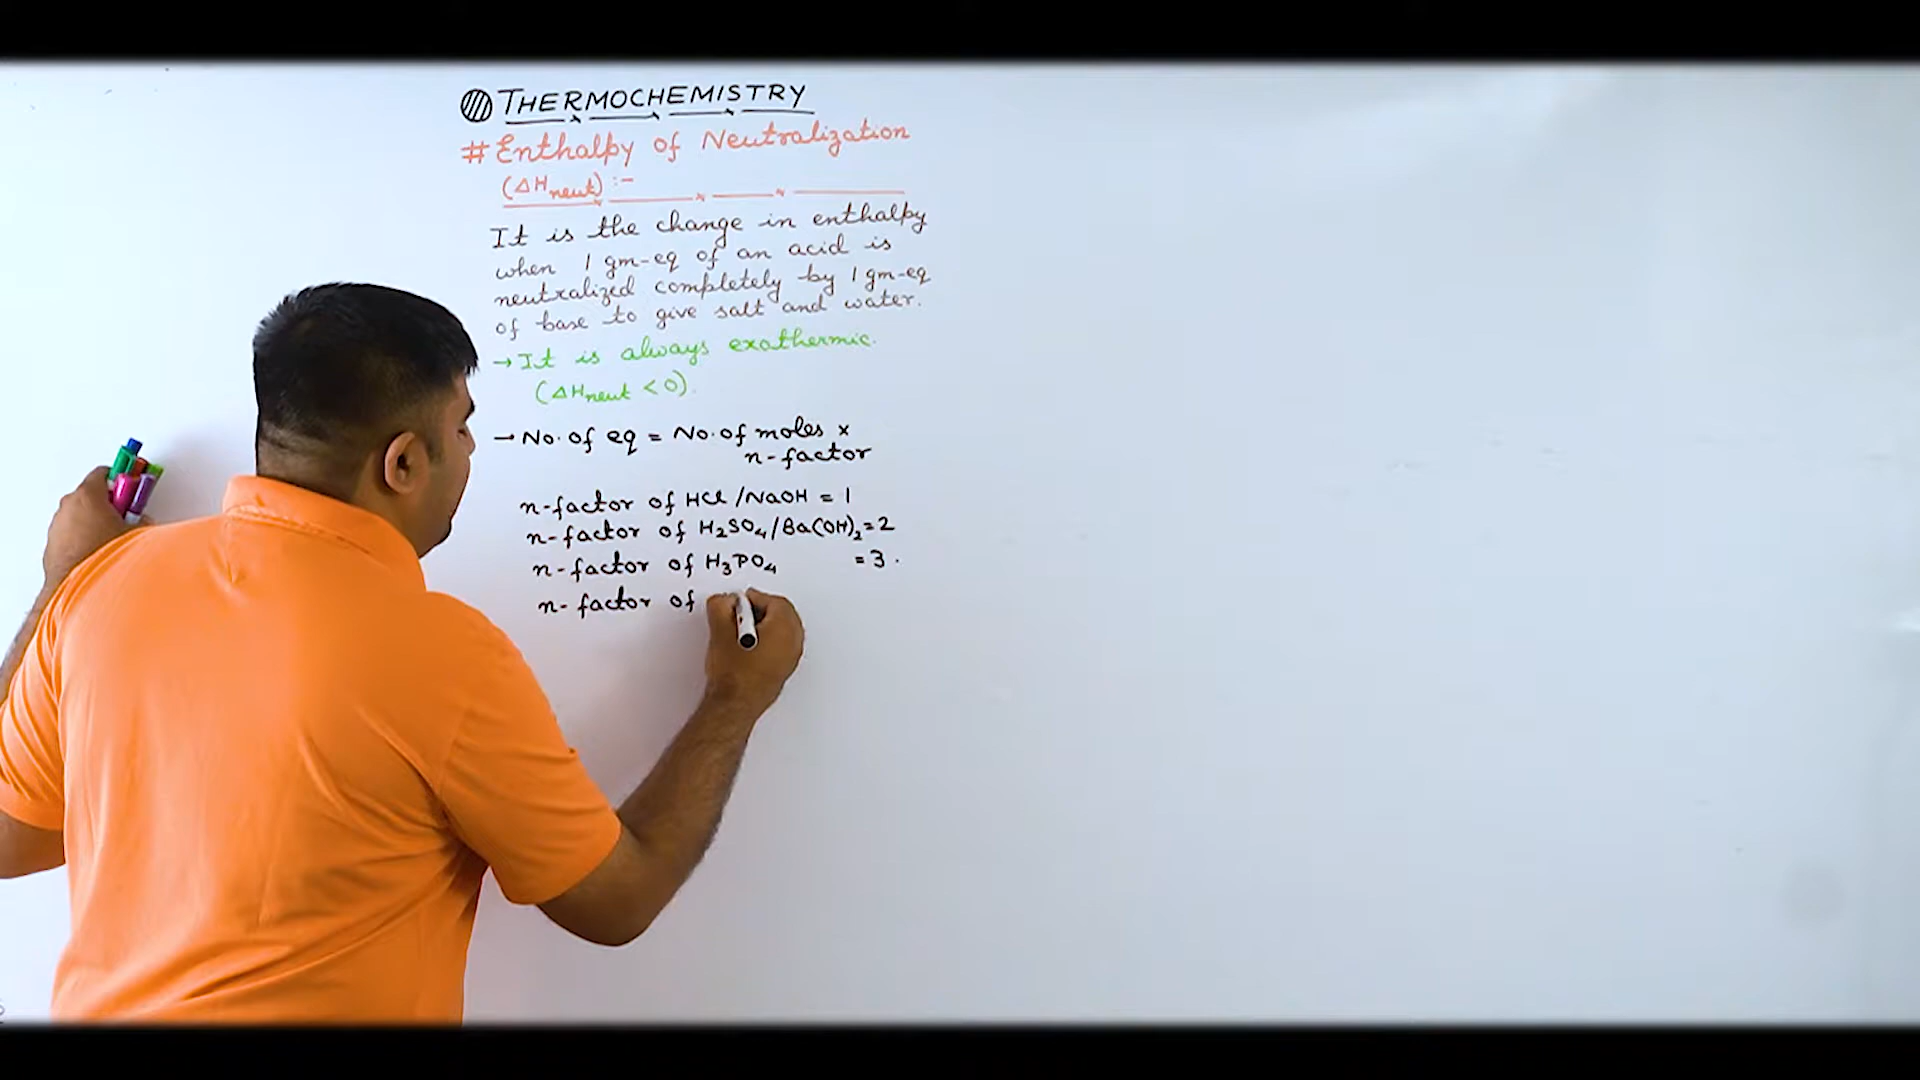 THERMOCHEMISTRY
# Enthalpy of Neutralization
(ΔHneut) :-
It is the change in enthalpy
when 1 gm-eq of an acid is
neutralized completely by 1 gm-eq
of base to give salt and water.
→ It is always exothermic.
(ΔHneut < 0).
→ No. of eq = No. of moles ×
n-factor
n-factor of HCl /NaOH = 1
n-factor of H₂SO₄/Ba(OH)₂ = 2
n-factor of H₃PO₄ = 3.
n-factor of